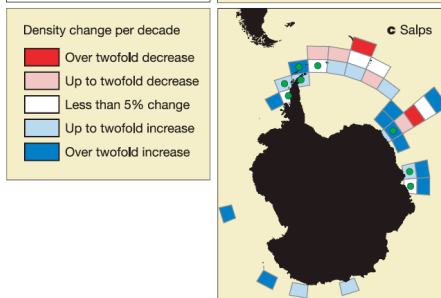 Density change per decade
Over twofold decrease
Up to twofold decrease
Less than 5% change
Up to twofold increase
Over twofold increase
c Salps